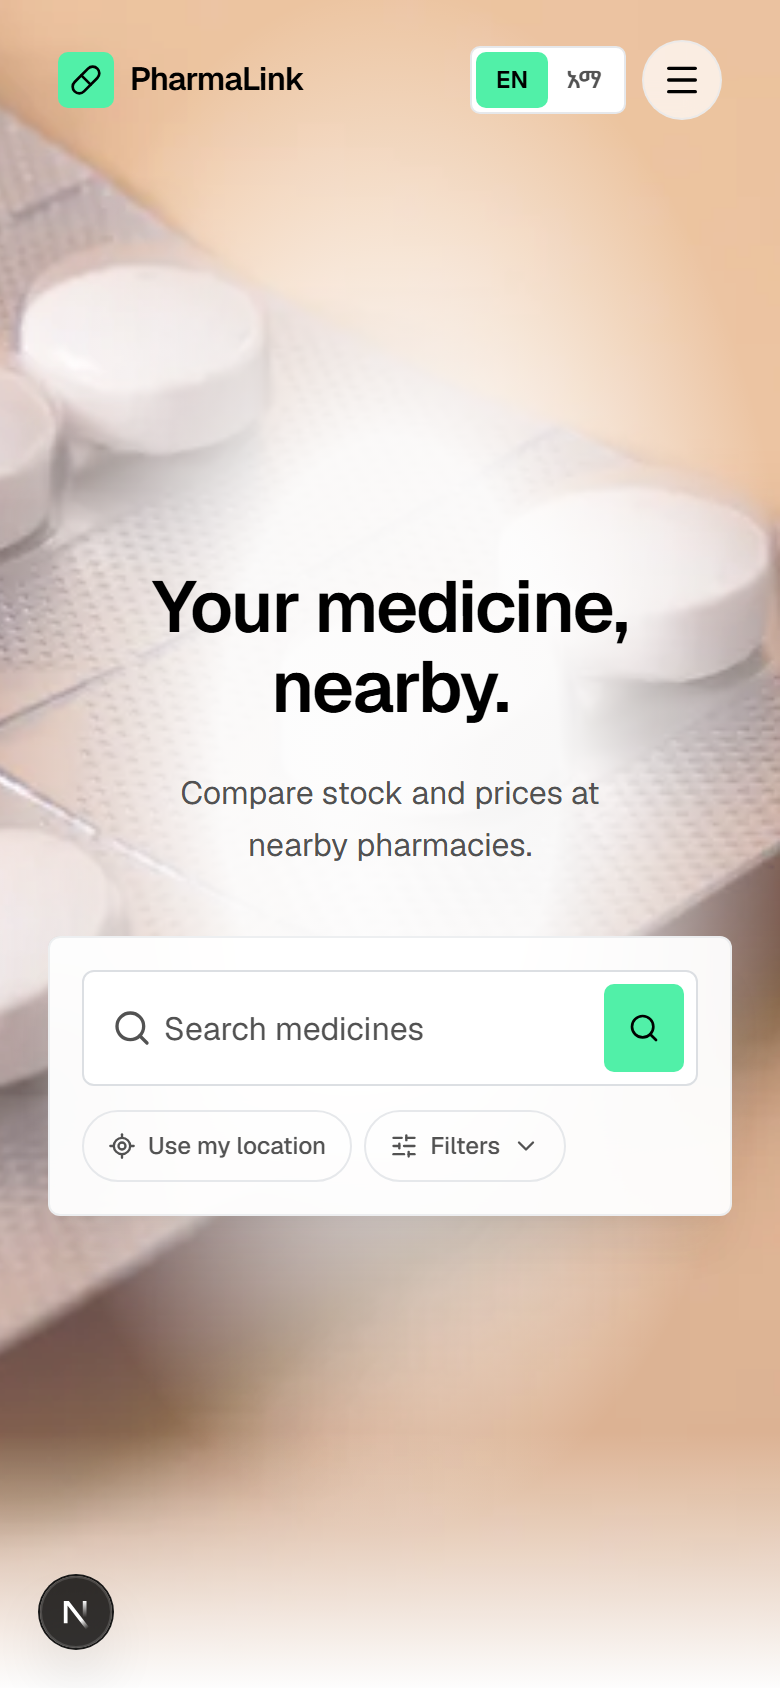 PharmaLink
EN
አማ
Your medicine,
nearby.
Compare stock and prices at
nearby pharmacies.
Search medicines
Use my location
Filters
N